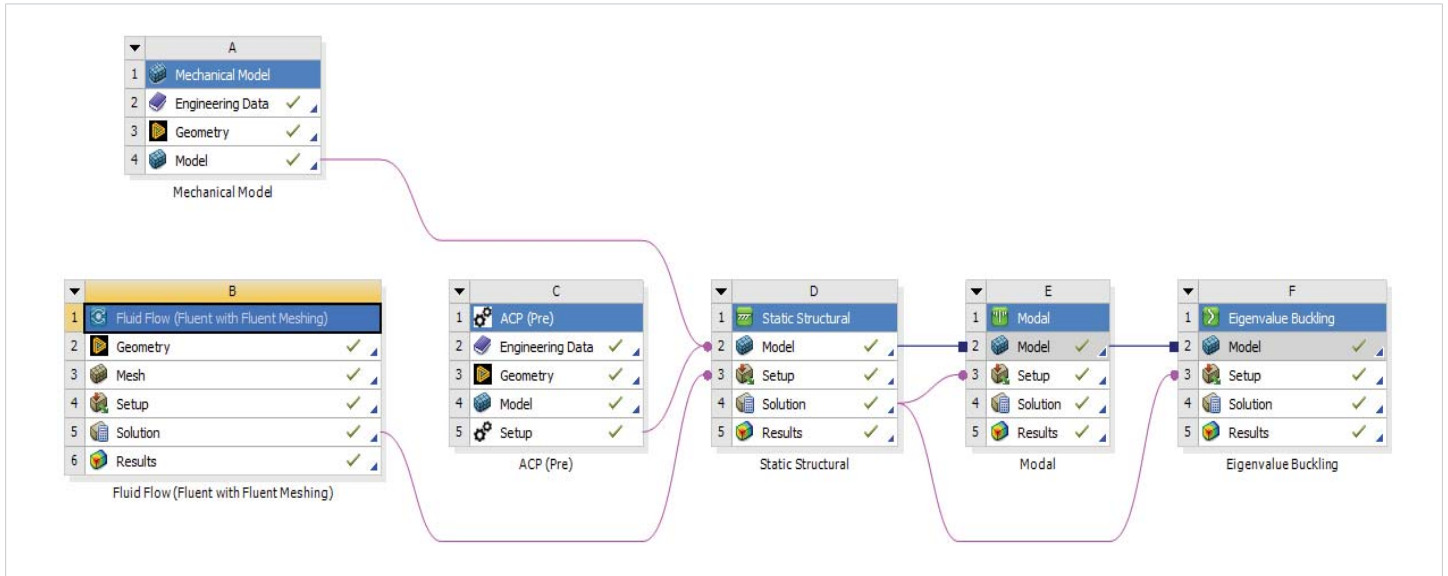 A
1 Mechanical Model
2 Engineering Data
3 Geometry
4 Model
Mechanical Model
B
1 Fluid Flow (Fluent with Fluent Meshing)
2 Geometry
3 Mesh
4 Setup
5 Solution
6 Results
Fluid Flow (Fluent with Fluent Meshing)
C
1 ACP (Pre)
2 Engineering Data
3 Geometry
4 Model
5 Setup
ACP (Pre)
D
1 Static Structural
2 Model
3 Setup
4 Solution
5 Results
Static Structural
E
1 Modal
2 Model
3 Setup
4 Solution
5 Results
Modal
F
1 Eigenvalue Buckling
2 Model
3 Setup
4 Solution
5 Results
Eigenvalue Buckling